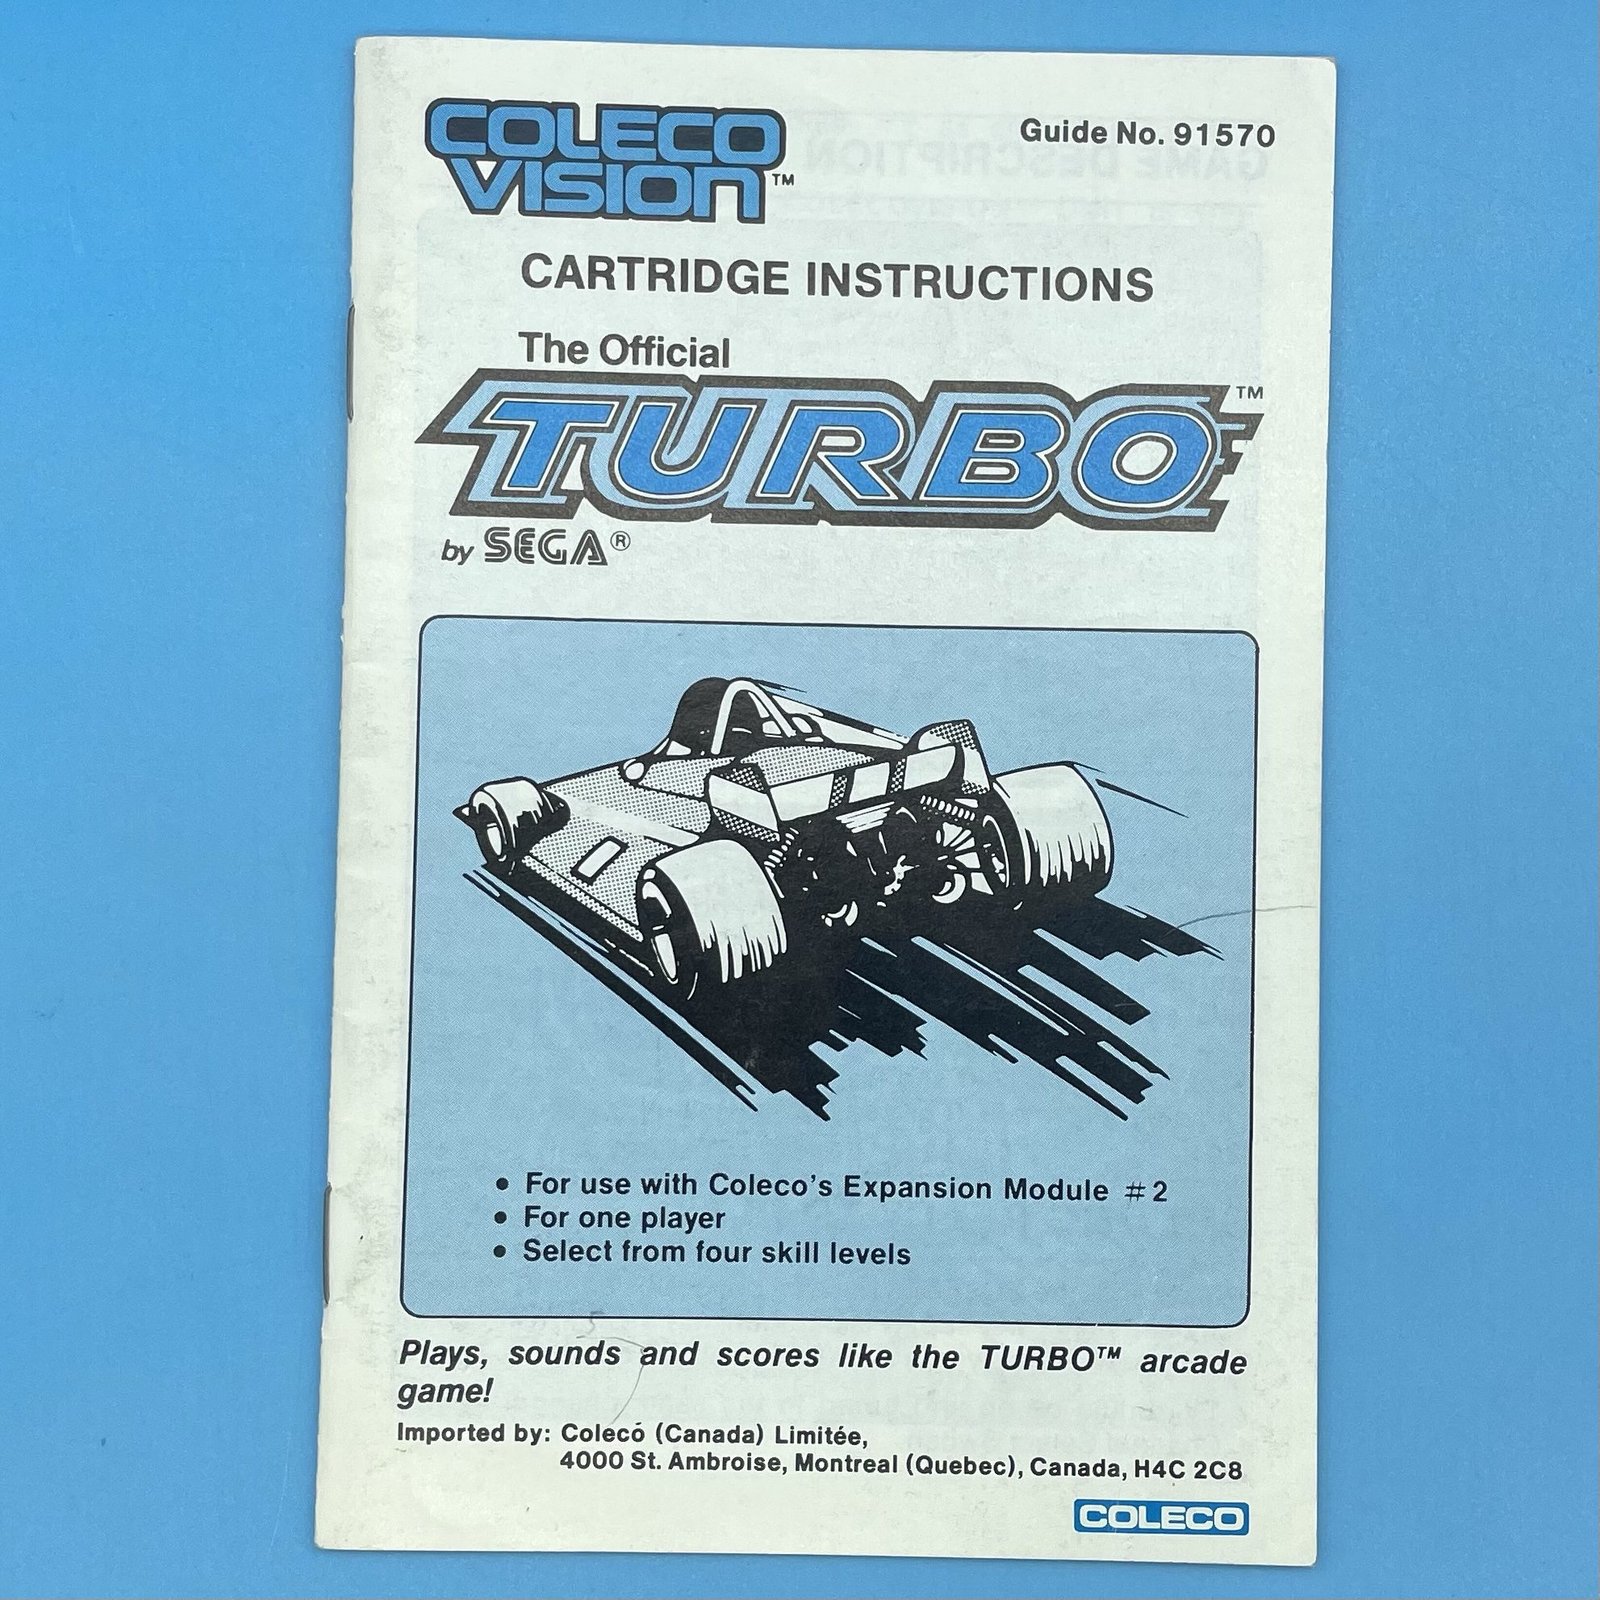 COLECO
VISION™
Guide No. 91570
CARTRIDGE INSTRUCTIONS
The Official
TURBO™
by SEGA®
1
• For use with Coleco's Expansion Module #2
• For one player
• Select from four skill levels
Plays, sounds and scores like the TURBO™ arcade
game!
Imported by: Coleco (Canada) Limitée,
4000 St. Ambroise, Montreal (Quebec), Canada, H4C 2C8
COLECO